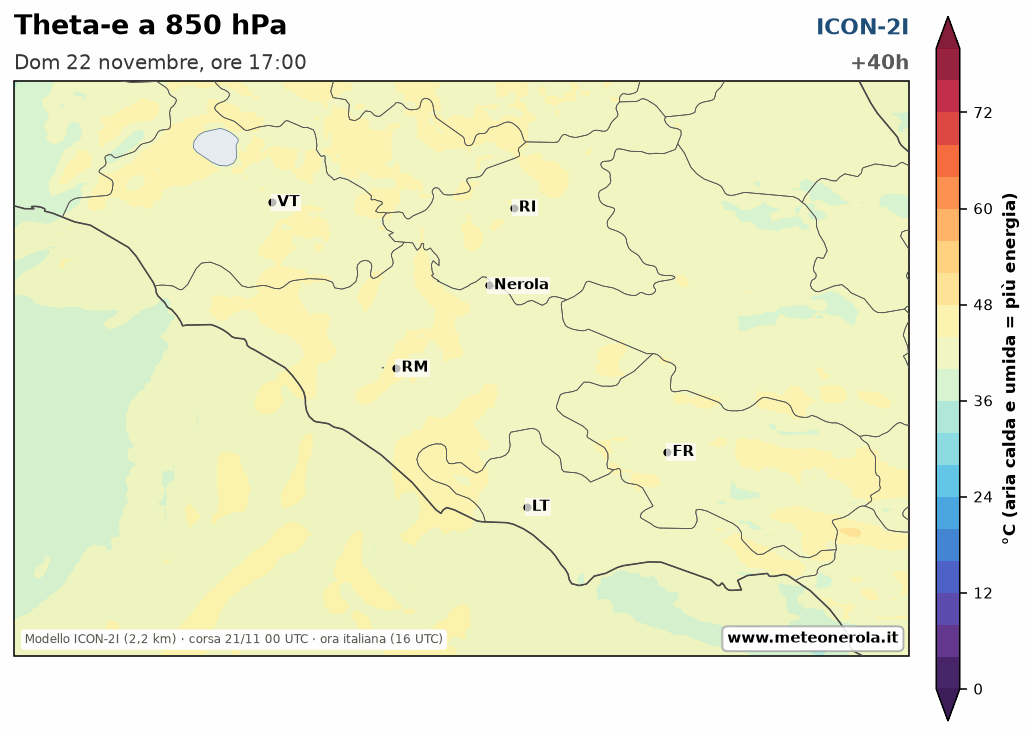 Theta-e a 850 hPa
ICON-2I
Dom 22 novembre, ore 17:00
+40h
VT
RI
Nerola
RM
FR
LT
Modello ICON-2I (2,2 km) · corsa 21/11 00 UTC · ora italiana (16 UTC)
www.meteonerola.it
72
60
48
36
24
12
0
°C (aria calda e umida = più energia)